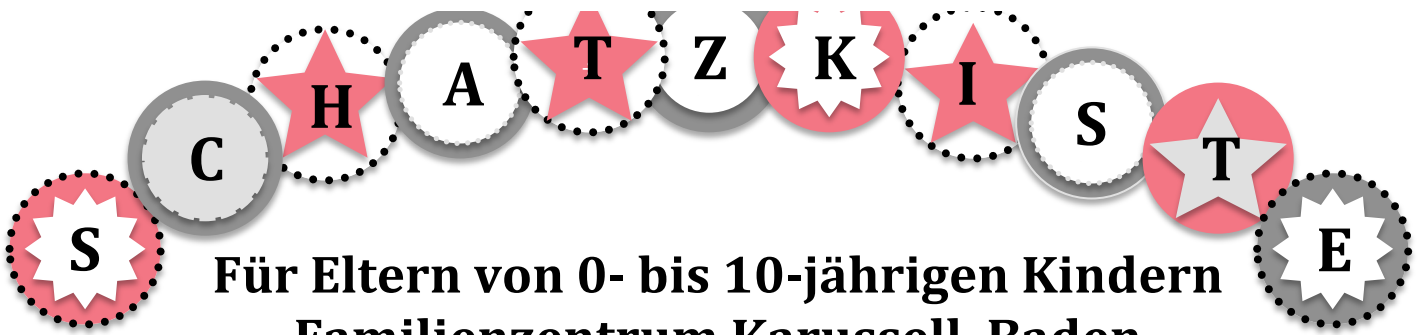 SCHATZKISTE
Für Eltern von 0- bis 10-jährigen Kindern
Familienzentrum Karussell, Baden